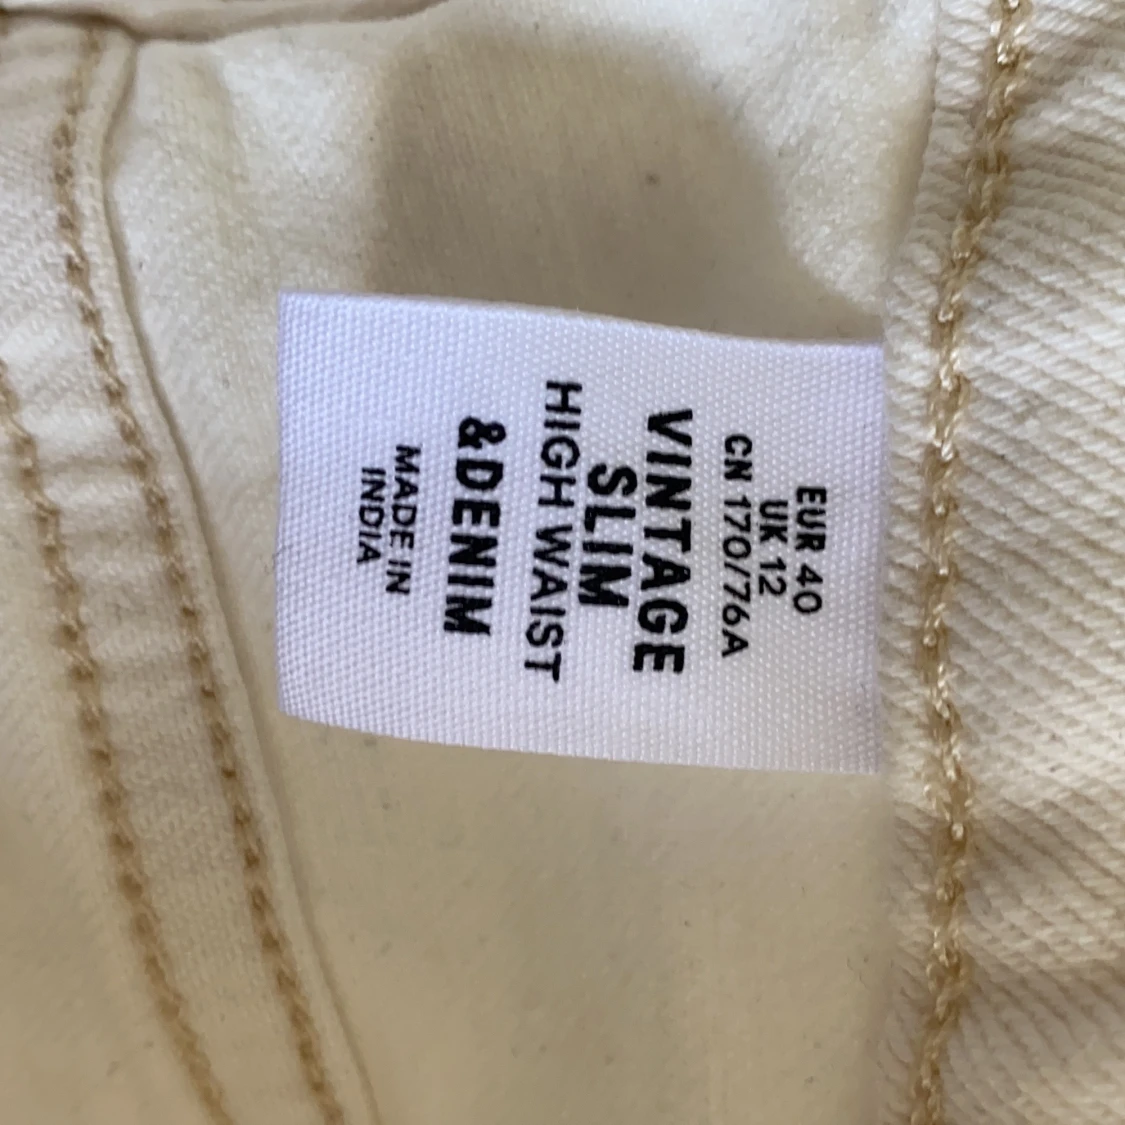 EUR 40
UK 12
CN 170/76A
VINTAGE
SLIM
HIGH WAIST
&DENIM
MADE IN
INDIA